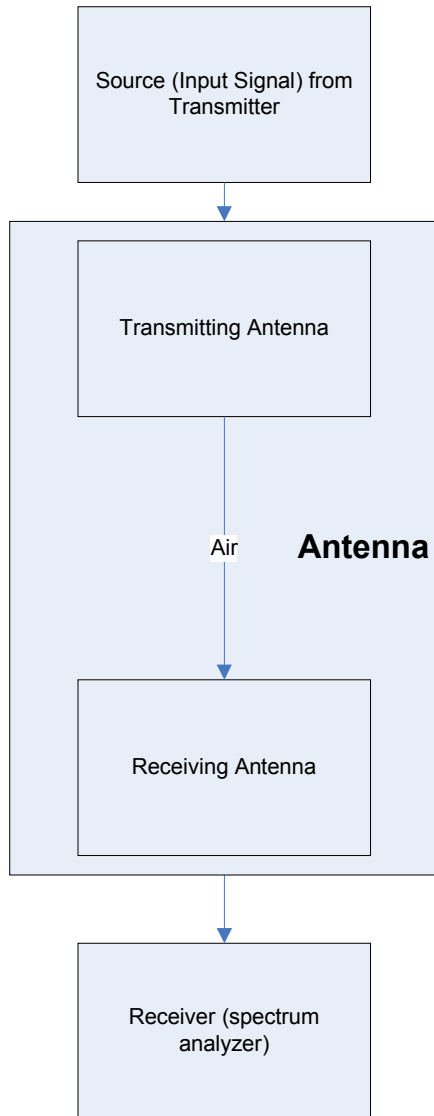 Source (Input Signal) from
Transmitter
Transmitting Antenna
Air
Antenna
Receiving Antenna
Receiver (spectrum
analyzer)